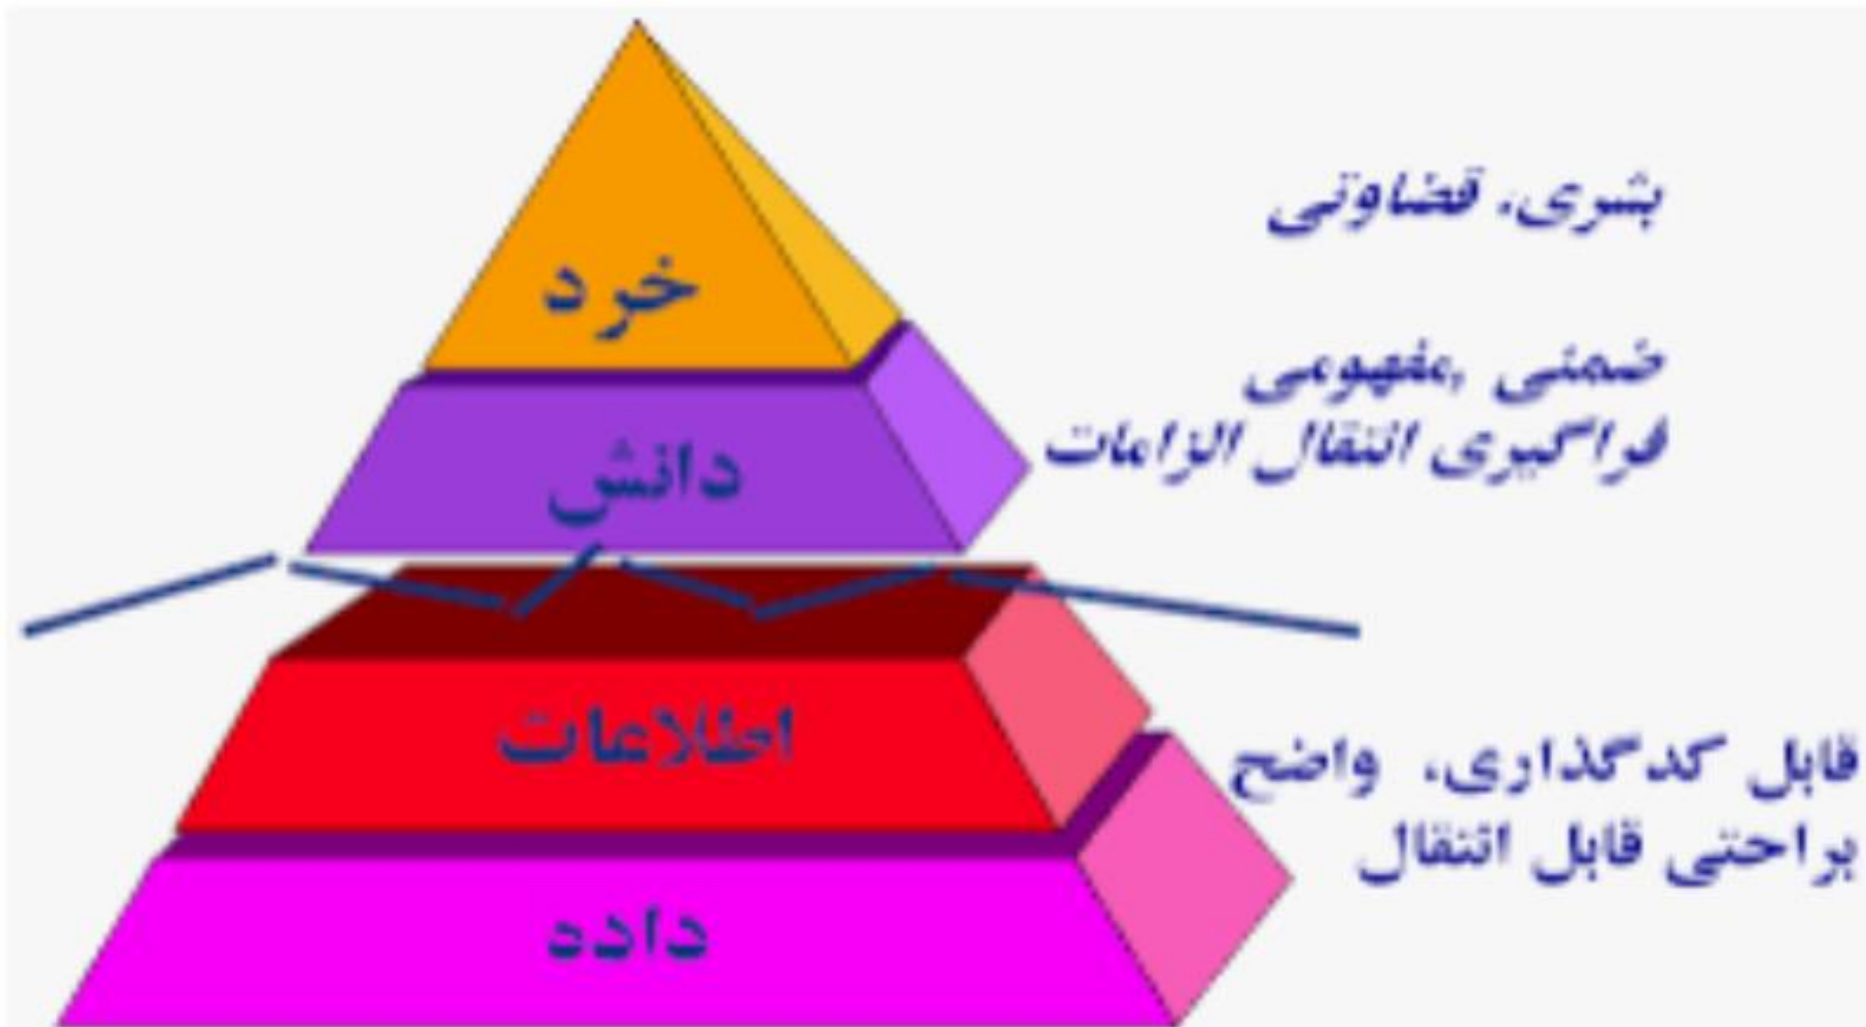 بشری، قضاوتی
خرد
ضمنی ,مفهومی
فراگیری انتقال الزامات
دانش
اطلاعات
قابل کدگذاری، واضح
براحتی قابل انتقال
داده